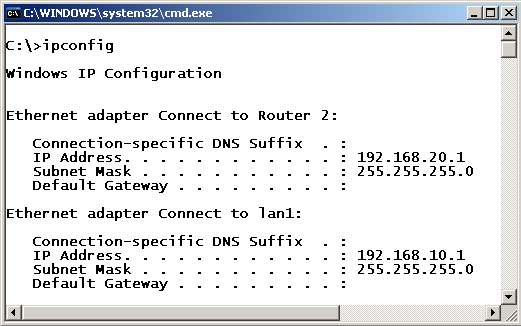 C:\WINDOWS\system32\cmd.exe
C:\>ipconfig
Windows IP Configuration
Ethernet adapter Connect to Router 2:
Connection-specific DNS Suffix . :
IP Address. . . . . . . . . . . . : 192.168.20.1
Subnet Mask . . . . . . . . . . . : 255.255.255.0
Default Gateway . . . . . . . . . :
Ethernet adapter Connect to lan1:
Connection-specific DNS Suffix . :
IP Address. . . . . . . . . . . . : 192.168.10.1
Subnet Mask . . . . . . . . . . . : 255.255.255.0
Default Gateway . . . . . . . . . :